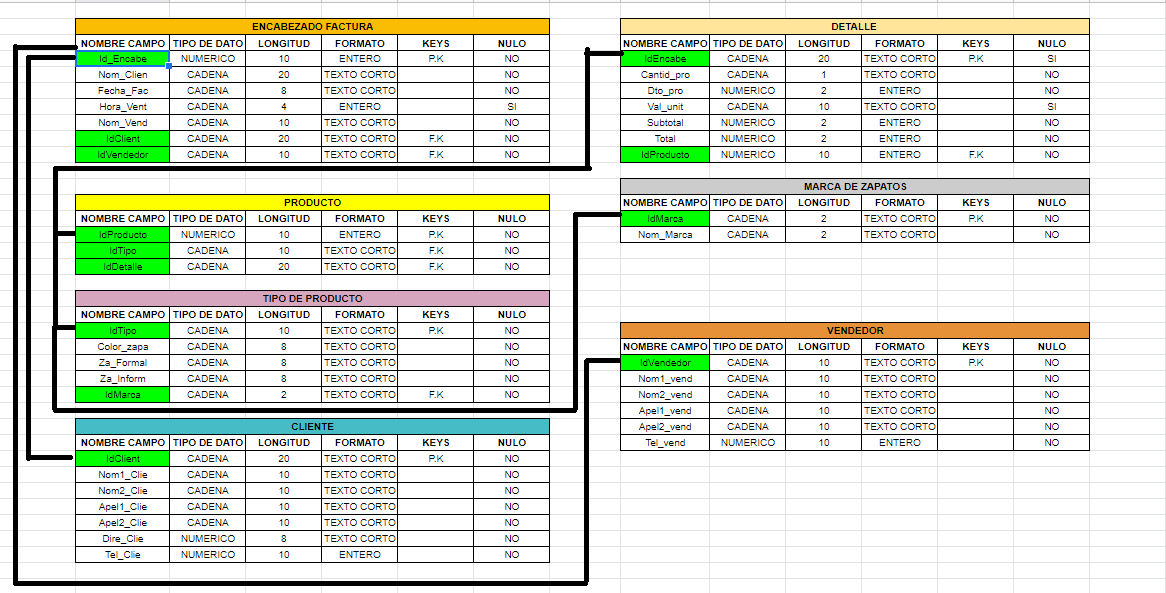 ENCABEZADO FACTURA
NOMBRE CAMPO TIPO DE DATO LONGITUD FORMATO KEYS NULO
Id_Encabe NUMERICO 10 ENTERO P.K NO
Nom_Clien CADENA 20 TEXTO CORTO NO
Fecha_Fac CADENA 8 TEXTO CORTO NO
Hora_Vent CADENA 4 ENTERO SI
Nom_Vend CADENA 10 TEXTO CORTO NO
IdClient CADENA 20 TEXTO CORTO F.K NO
IdVendedor CADENA 10 TEXTO CORTO F.K NO
DETALLE
NOMBRE CAMPO TIPO DE DATO LONGITUD FORMATO KEYS NULO
IdEncabe CADENA 20 TEXTO CORTO P.K SI
Cantid_pro CADENA 1 TEXTO CORTO NO
Dto_pro NUMERICO 2 ENTERO NO
Val_unit CADENA 10 TEXTO CORTO SI
Subtotal NUMERICO 2 ENTERO NO
Total NUMERICO 2 ENTERO NO
IdProducto NUMERICO 10 ENTERO F.K NO
PRODUCTO
NOMBRE CAMPO TIPO DE DATO LONGITUD FORMATO KEYS NULO
IdProducto NUMERICO 10 ENTERO P.K NO
IdTipo CADENA 10 TEXTO CORTO F.K NO
IdDetalle CADENA 20 TEXTO CORTO F.K NO
MARCA DE ZAPATOS
NOMBRE CAMPO TIPO DE DATO LONGITUD FORMATO KEYS NULO
IdMarca CADENA 2 TEXTO CORTO P.K NO
Nom_Marca CADENA 2 TEXTO CORTO NO
TIPO DE PRODUCTO
NOMBRE CAMPO TIPO DE DATO LONGITUD FORMATO KEYS NULO
IdTipo CADENA 10 TEXTO CORTO P.K NO
Color_zapa CADENA 8 TEXTO CORTO NO
Za_Formal CADENA 8 TEXTO CORTO NO
Za_Inform CADENA 8 TEXTO CORTO NO
IdMarca CADENA 2 TEXTO CORTO F.K NO
VENDEDOR
NOMBRE CAMPO TIPO DE DATO LONGITUD FORMATO KEYS NULO
IdVendedor CADENA 10 TEXTO CORTO P.K NO
Nom1_vend CADENA 10 TEXTO CORTO NO
Nom2_vend CADENA 10 TEXTO CORTO NO
Apel1_vend CADENA 10 TEXTO CORTO NO
Apel2_vend CADENA 10 TEXTO CORTO NO
Tel_vend NUMERICO 10 ENTERO NO
CLIENTE
NOMBRE CAMPO TIPO DE DATO LONGITUD FORMATO KEYS NULO
IdClient CADENA 20 TEXTO CORTO P.K NO
Nom1_Clie CADENA 10 TEXTO CORTO NO
Nom2_Clie CADENA 10 TEXTO CORTO NO
Apel1_Clie CADENA 10 TEXTO CORTO NO
Apel2_Clie CADENA 10 TEXTO CORTO NO
Dire_Clie NUMERICO 8 TEXTO CORTO NO
Tel_Clie NUMERICO 10 ENTERO NO